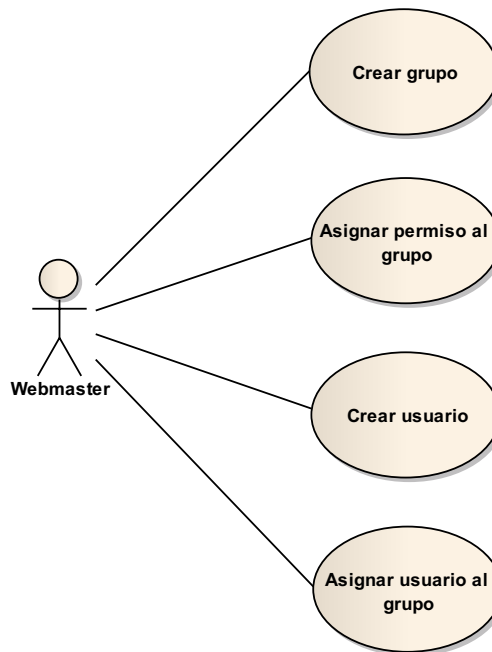 Crear grupo
Asignar permiso al
grupo
Webmaster
Crear usuario
Asignar usuario al
grupo